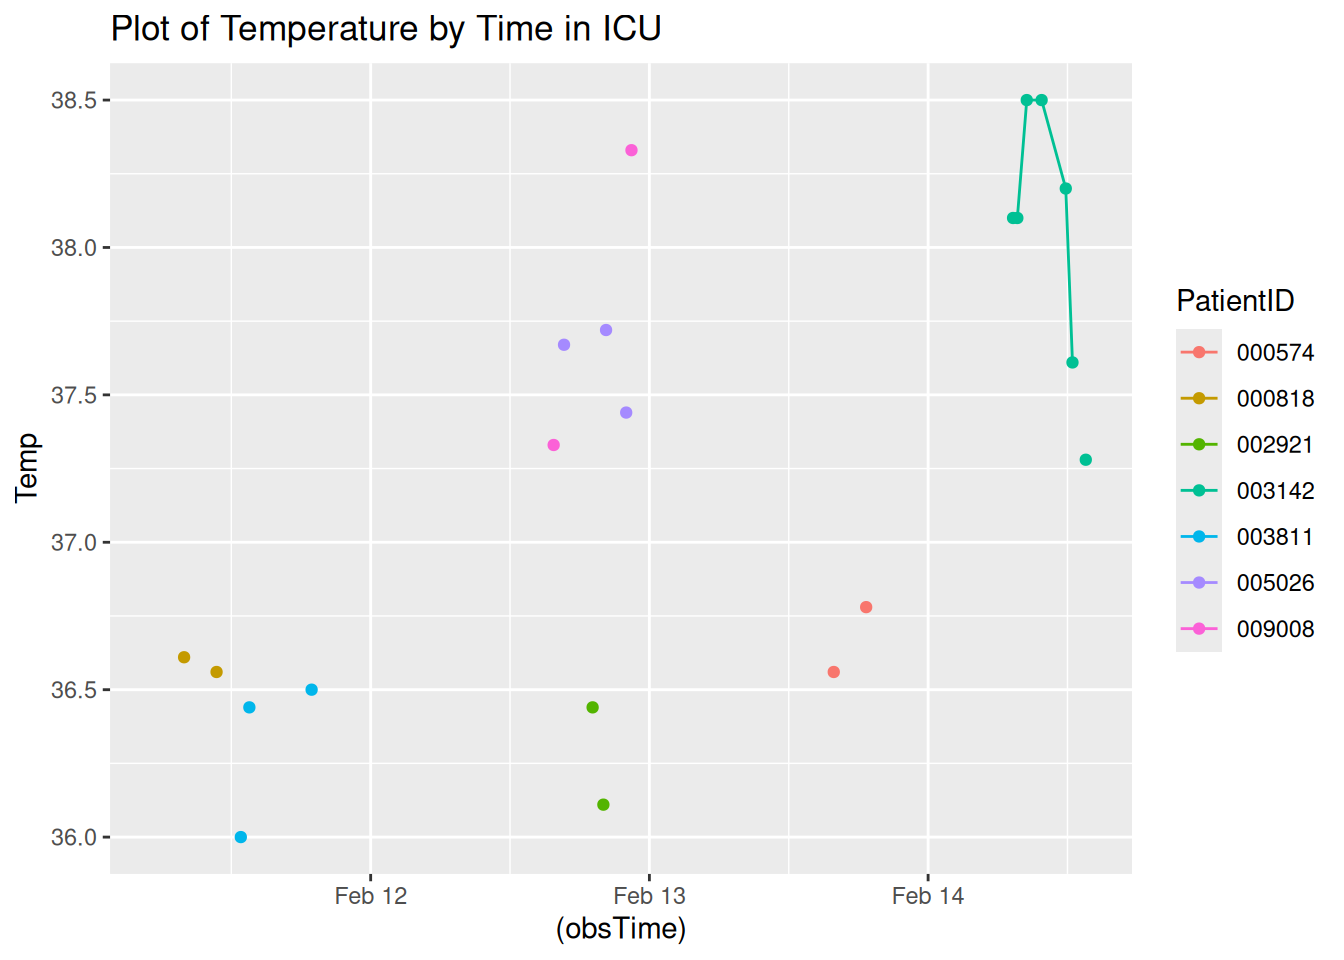 Plot of Temperature by Time in ICU
38.5
38.0
37.5
37.0
36.5
36.0
Temp
Feb 12 Feb 13 Feb 14
(obsTime)
PatientID
000574
000818
002921
003142
003811
005026
009008